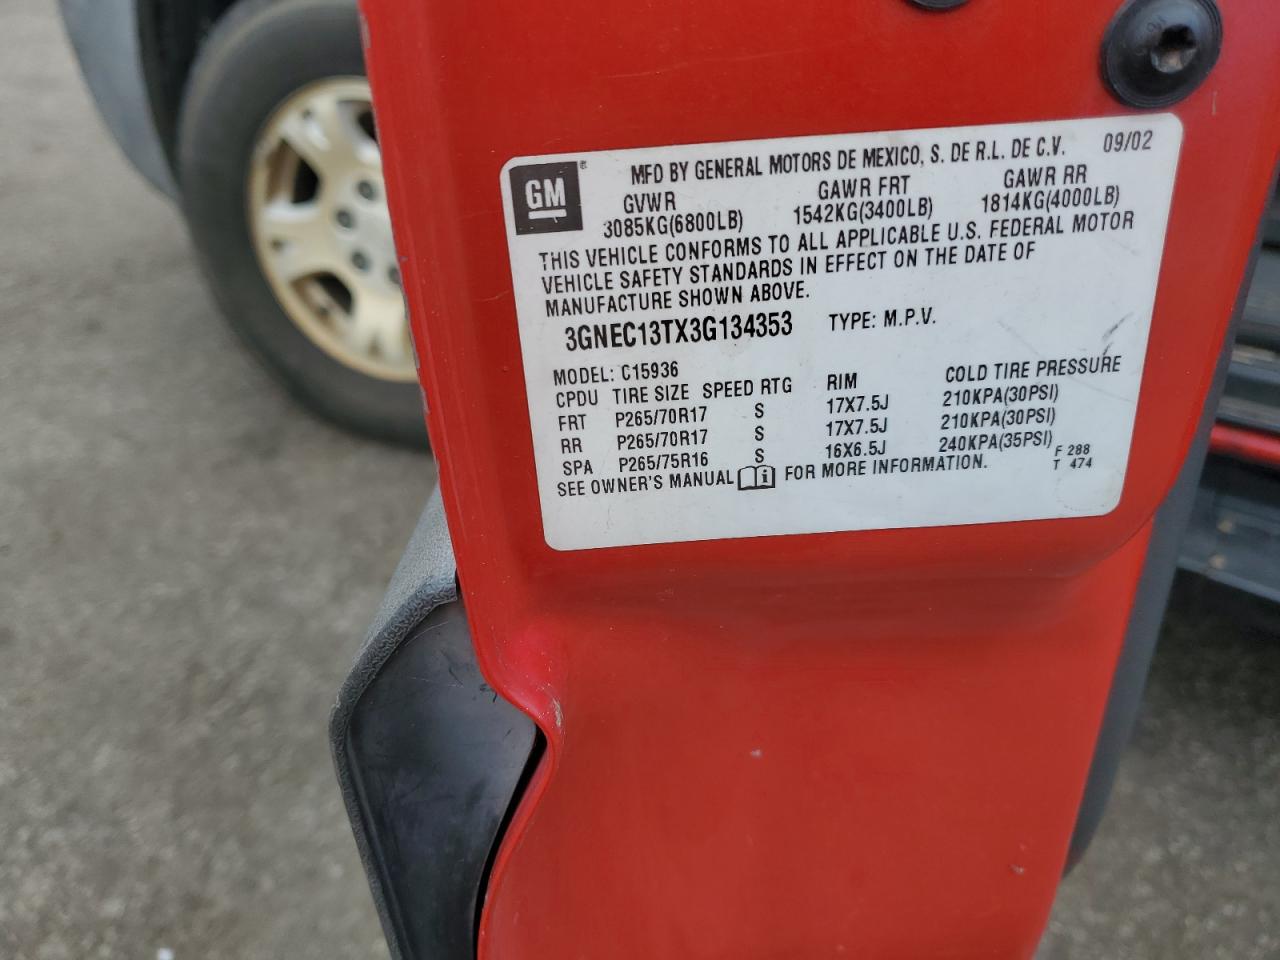 GM ® MFD BY GENERAL MOTORS DE MEXICO, S. DE R.L. DE C.V. 09/02
GVWR GAWR FRT GAWR RR
3085KG(6800LB) 1542KG(3400LB) 1814KG(4000LB)
THIS VEHICLE CONFORMS TO ALL APPLICABLE U.S. FEDERAL MOTOR
VEHICLE SAFETY STANDARDS IN EFFECT ON THE DATE OF
MANUFACTURE SHOWN ABOVE.
3GNEC13TX3G134353 TYPE: M.P.V.
MODEL: C15936
CPDU TIRE SIZE SPEED RTG RIM COLD TIRE PRESSURE
FRT P265/70R17 S 17X7.5J 210KPA(30PSI)
RR P265/70R17 S 17X7.5J 210KPA(30PSI)
SPA P265/75R16 S 16X6.5J 240KPA(35PSI)
SEE OWNER'S MANUAL i FOR MORE INFORMATION.
F 288
T 474